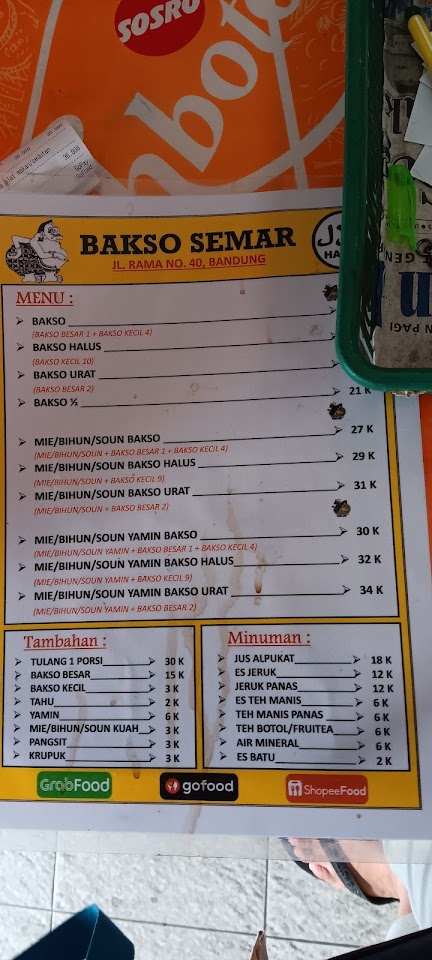 SOSRO
36.000
GoPay
BAKSO SEMAR
JL. RAMA NO. 40, BANDUNG
HA
MENU :
BAKSO
(BAKSO BESAR 1 + BAKSO KECIL 4)
BAKSO HALUS
(BAKSO KECIL 10)
BAKSO URAT
(BAKSO BESAR 2)
BAKSO ½ 21 K
MIE/BIHUN/SOUN BAKSO 27 K
(MIE/BIHUN/SOUN + BAKSO BESAR 1 + BAKSO KECIL 4)
MIE/BIHUN/SOUN BAKSO HALUS 29 K
(MIE/BIHUN/SOUN + BAKSO KECIL 9)
MIE/BIHUN/SOUN BAKSO URAT 31 K
(MIE/BIHUN/SOUN + BAKSO BESAR 2)
MIE/BIHUN/SOUN YAMIN BAKSO 30 K
(MIE/BIHUN/SOUN YAMIN + BAKSO BESAR 1 + BAKSO KECIL 4)
MIE/BIHUN/SOUN YAMIN BAKSO HALUS 32 K
(MIE/BIHUN/SOUN YAMIN + BAKSO KECIL 9)
MIE/BIHUN/SOUN YAMIN BAKSO URAT 34 K
(MIE/BIHUN/SOUN YAMIN + BAKSO BESAR 2)
Tambahan :
TULANG 1 PORSI 30 K
BAKSO BESAR 15 K
BAKSO KECIL 3 K
TAHU 2 K
YAMIN 6 K
MIE/BIHUN/SOUN KUAH 3 K
PANGSIT 3 K
KRUPUK 3 K
Minuman :
JUS ALPUKAT 18 K
ES JERUK 12 K
JERUK PANAS 12 K
ES TEH MANIS 6 K
TEH MANIS PANAS 6 K
TEH BOTOL/FRUITEA 6 K
AIR MINERAL 6 K
ES BATU 2 K
GrabFood
gofood
ShopeeFood